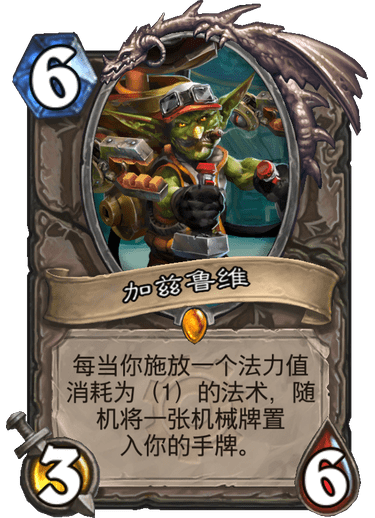 6
加兹鲁维
每当你施放一个法力值
消耗为（1）的法术，随
机将一张机械牌置
入你的手牌。
3
6